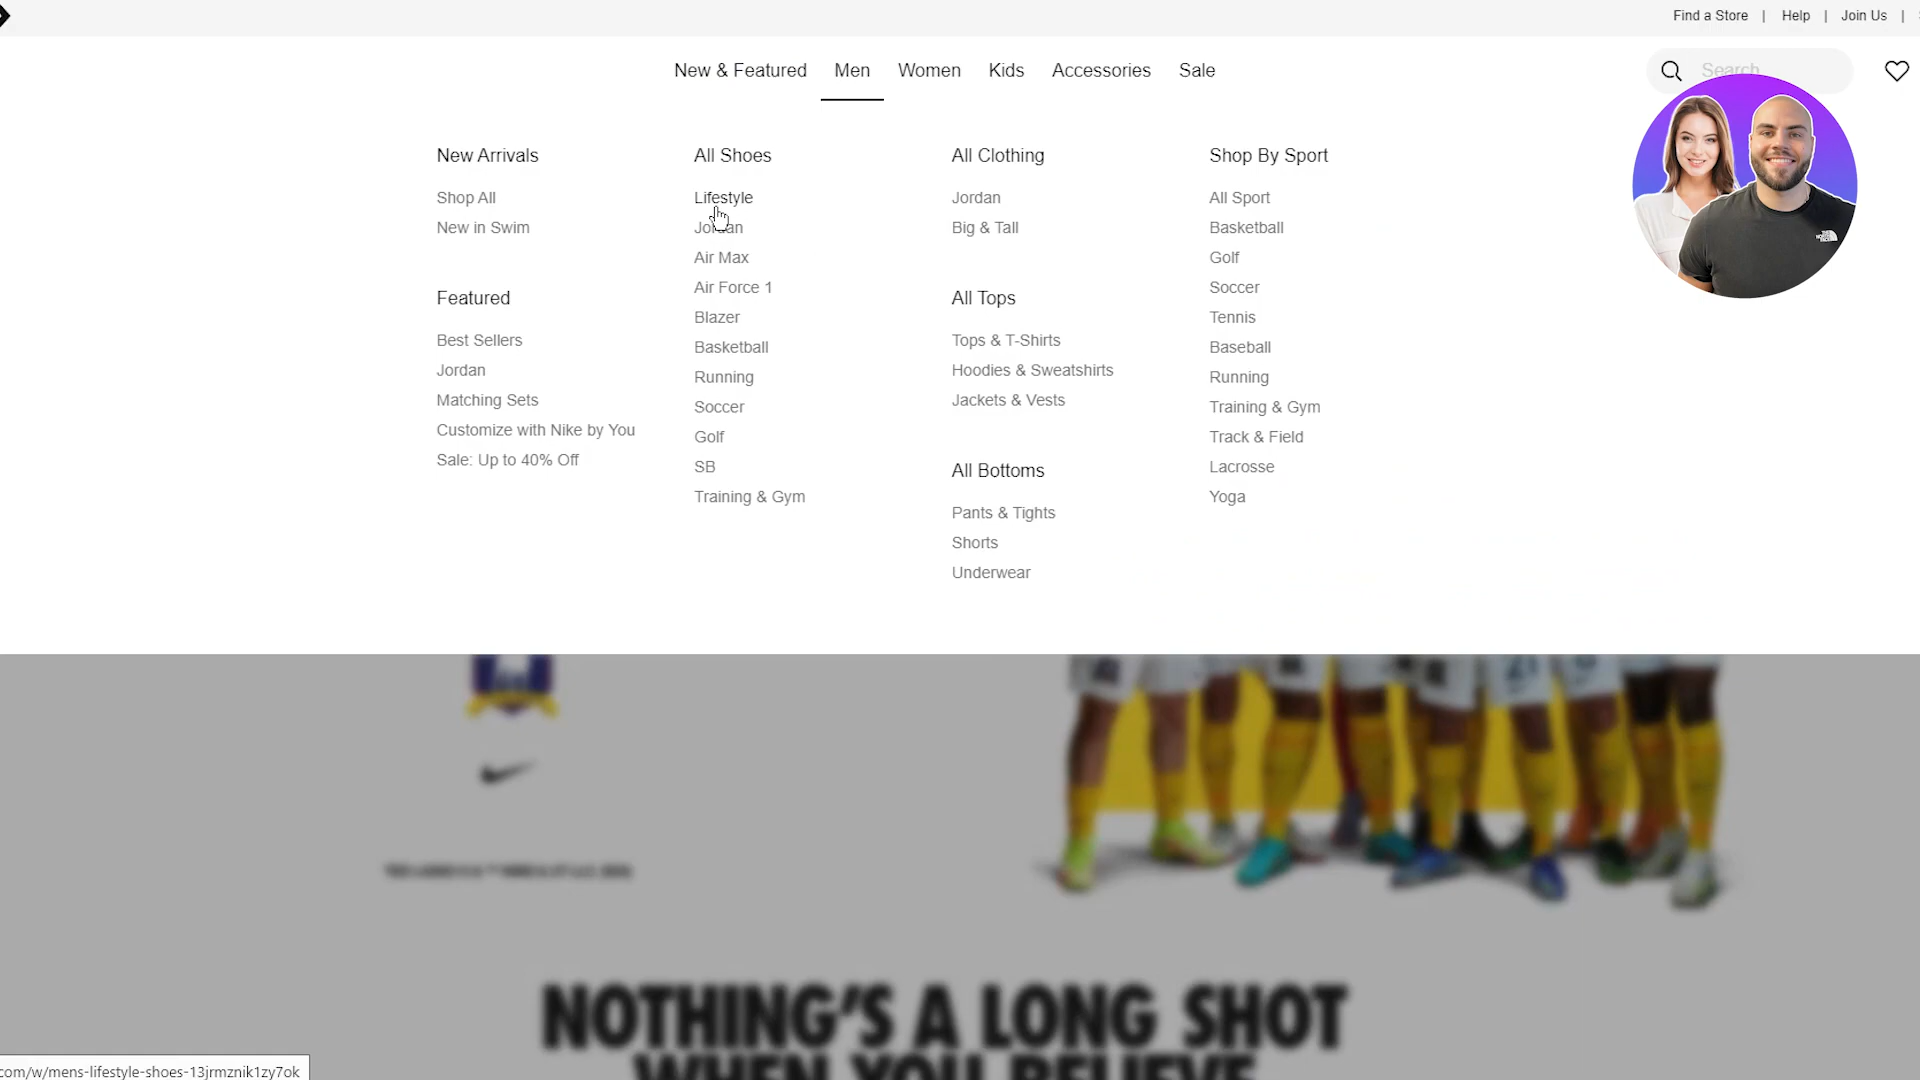 Find a Store | Help | Join Us |
New & Featured Men Women Kids Accessories Sale
Search
New Arrivals
Shop All
New in Swim
Featured
Best Sellers
Jordan
Matching Sets
Customize with Nike by You
Sale: Up to 40% Off
All Shoes
Lifestyle
Jordan
Air Max
Air Force 1
Blazer
Basketball
Running
Soccer
Golf
SB
Training & Gym
All Clothing
Jordan
Big & Tall
All Tops
Tops & T-Shirts
Hoodies & Sweatshirts
Jackets & Vests
All Bottoms
Pants & Tights
Shorts
Underwear
Shop By Sport
All Sport
Basketball
Golf
Soccer
Tennis
Baseball
Running
Training & Gym
Track & Field
Lacrosse
Yoga
NOTHING'S A LONG SHOT
WHEN YOU BELIEVE
com/w/mens-lifestyle-shoes-13jrmznik1zy7ok